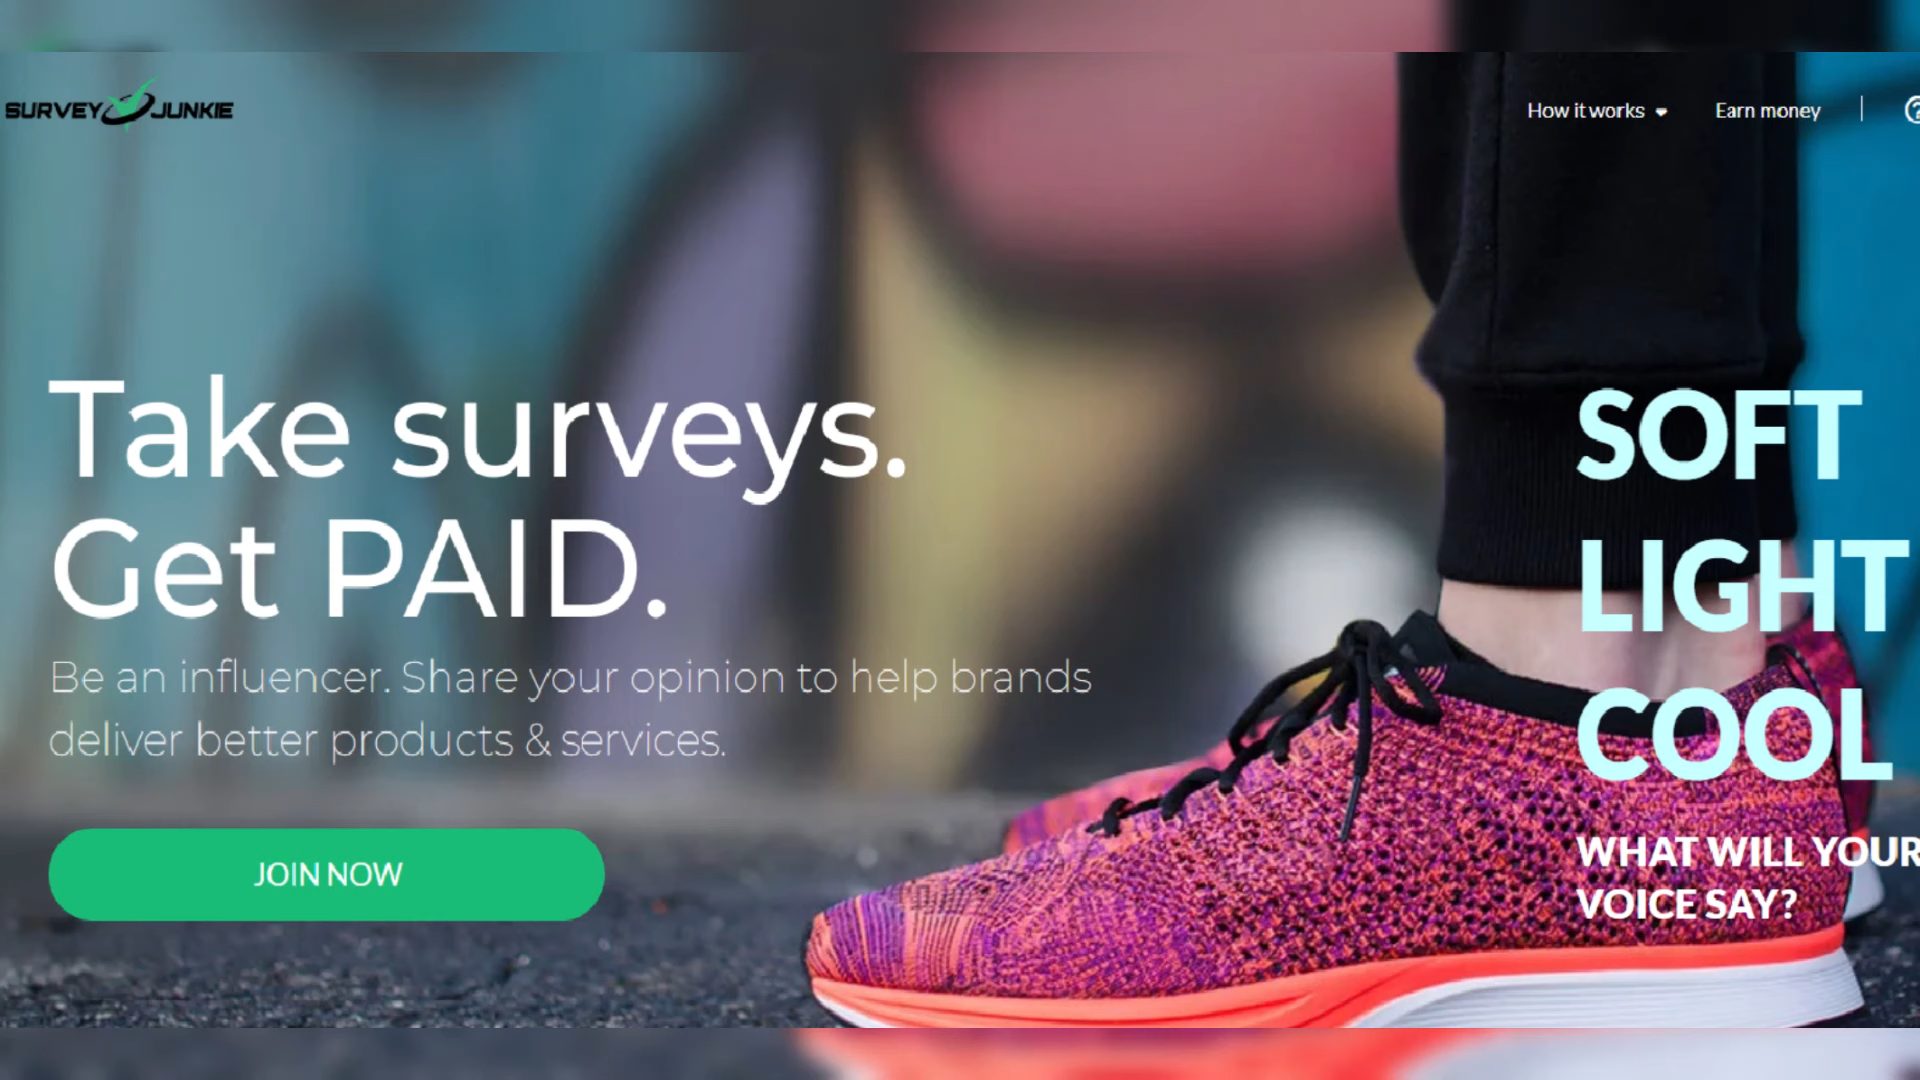 SURVEY JUNKIE
How it works
Earn money
Take surveys.
Get PAID.
Be an influencer. Share your opinion to help brands
deliver better products & services.
JOIN NOW
SOFT
LIGHT
COOL
WHAT WILL YOUR
VOICE SAY?